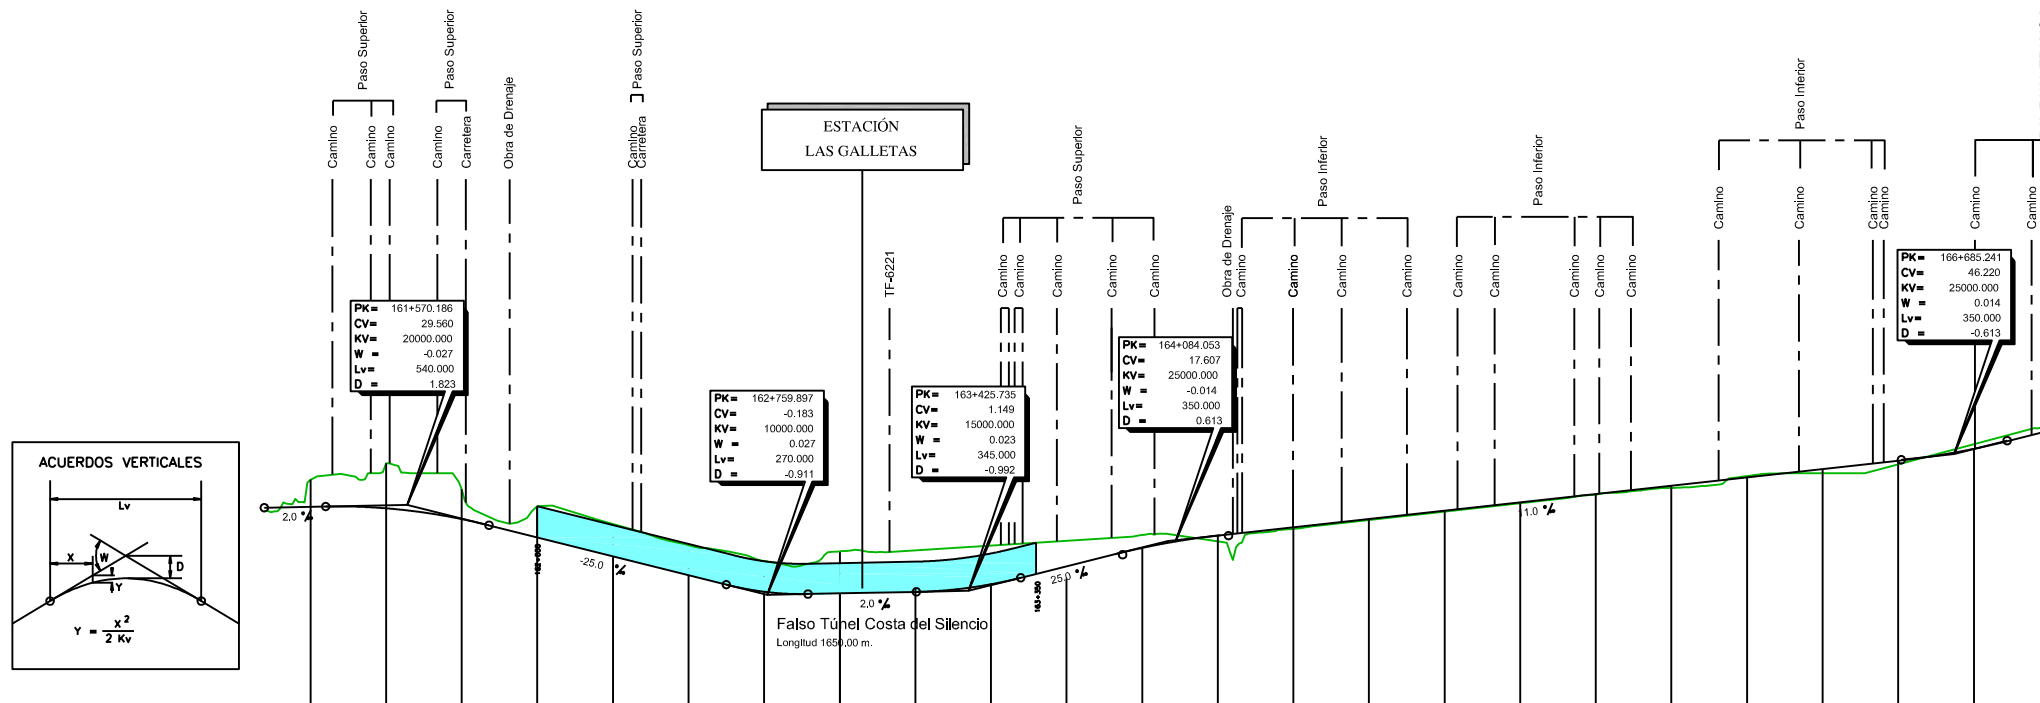 Paso Superior
Paso Superior
Paso Superior
Camino
Camino
Camino
Camino
Carretera
Obra de Drenaje
Camino
Carretera
ESTACIÓN
LAS GALLETAS
TF-6221
Paso Superior
Camino
Camino
Camino
Camino
Camino
Obra de Drenaje
Camino
Paso Inferior
Camino
Camino
Camino
Paso Inferior
Camino
Camino
Camino
Camino
Camino
Paso Inferior
Camino
Camino
Camino
Camino
Camino
Camino
PK= 161+570.186
CV= 29.560
KV= 20000.000
W = -0.027
Lv= 540.000
D = 1.823
PK= 162+759.897
CV= -0.183
KV= 10000.000
W = 0.027
Lv= 270.000
D = -0.911
PK= 163+425.735
CV= 1.149
KV= 15000.000
W = 0.023
Lv= 345.000
D = -0.992
PK= 164+084.053
CV= 17.607
KV= 25000.000
W = -0.014
Lv= 350.000
D = 0.613
PK= 166+685.241
CV= 46.220
KV= 25000.000
W = 0.014
Lv= 350.000
D = -0.613
ACUERDOS VERTICALES
Lv
X
W
D
Y
Y = X 2 / 2 Kv
2.0 ‰
-25.0 ‰
2.0 ‰
25.0 ‰
11.0 ‰
163+350
Falso Túnel Costa del Silencio
Longitud 1650,00 m.